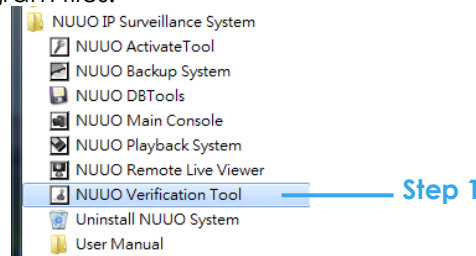 NUUO IP Surveillance System
NUUO ActivateTool
NUUO Backup System
NUUO DBTools
NUUO Main Console
NUUO Playback System
NUUO Remote Live Viewer
NUUO Verification Tool Step 1
Uninstall NUUO System
User Manual